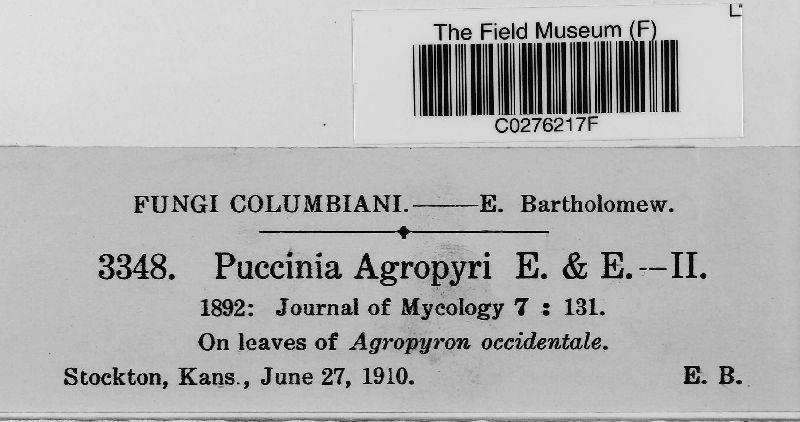 The Field Museum (F)
C0276217F
FUNGI COLUMBIANI.——E. Bartholomew.
3348. Puccinia Agropyri E. & E.--II.
1892: Journal of Mycology 7 : 131.
On leaves of Agropyron occidentale.
Stockton, Kans., June 27, 1910. E. B.